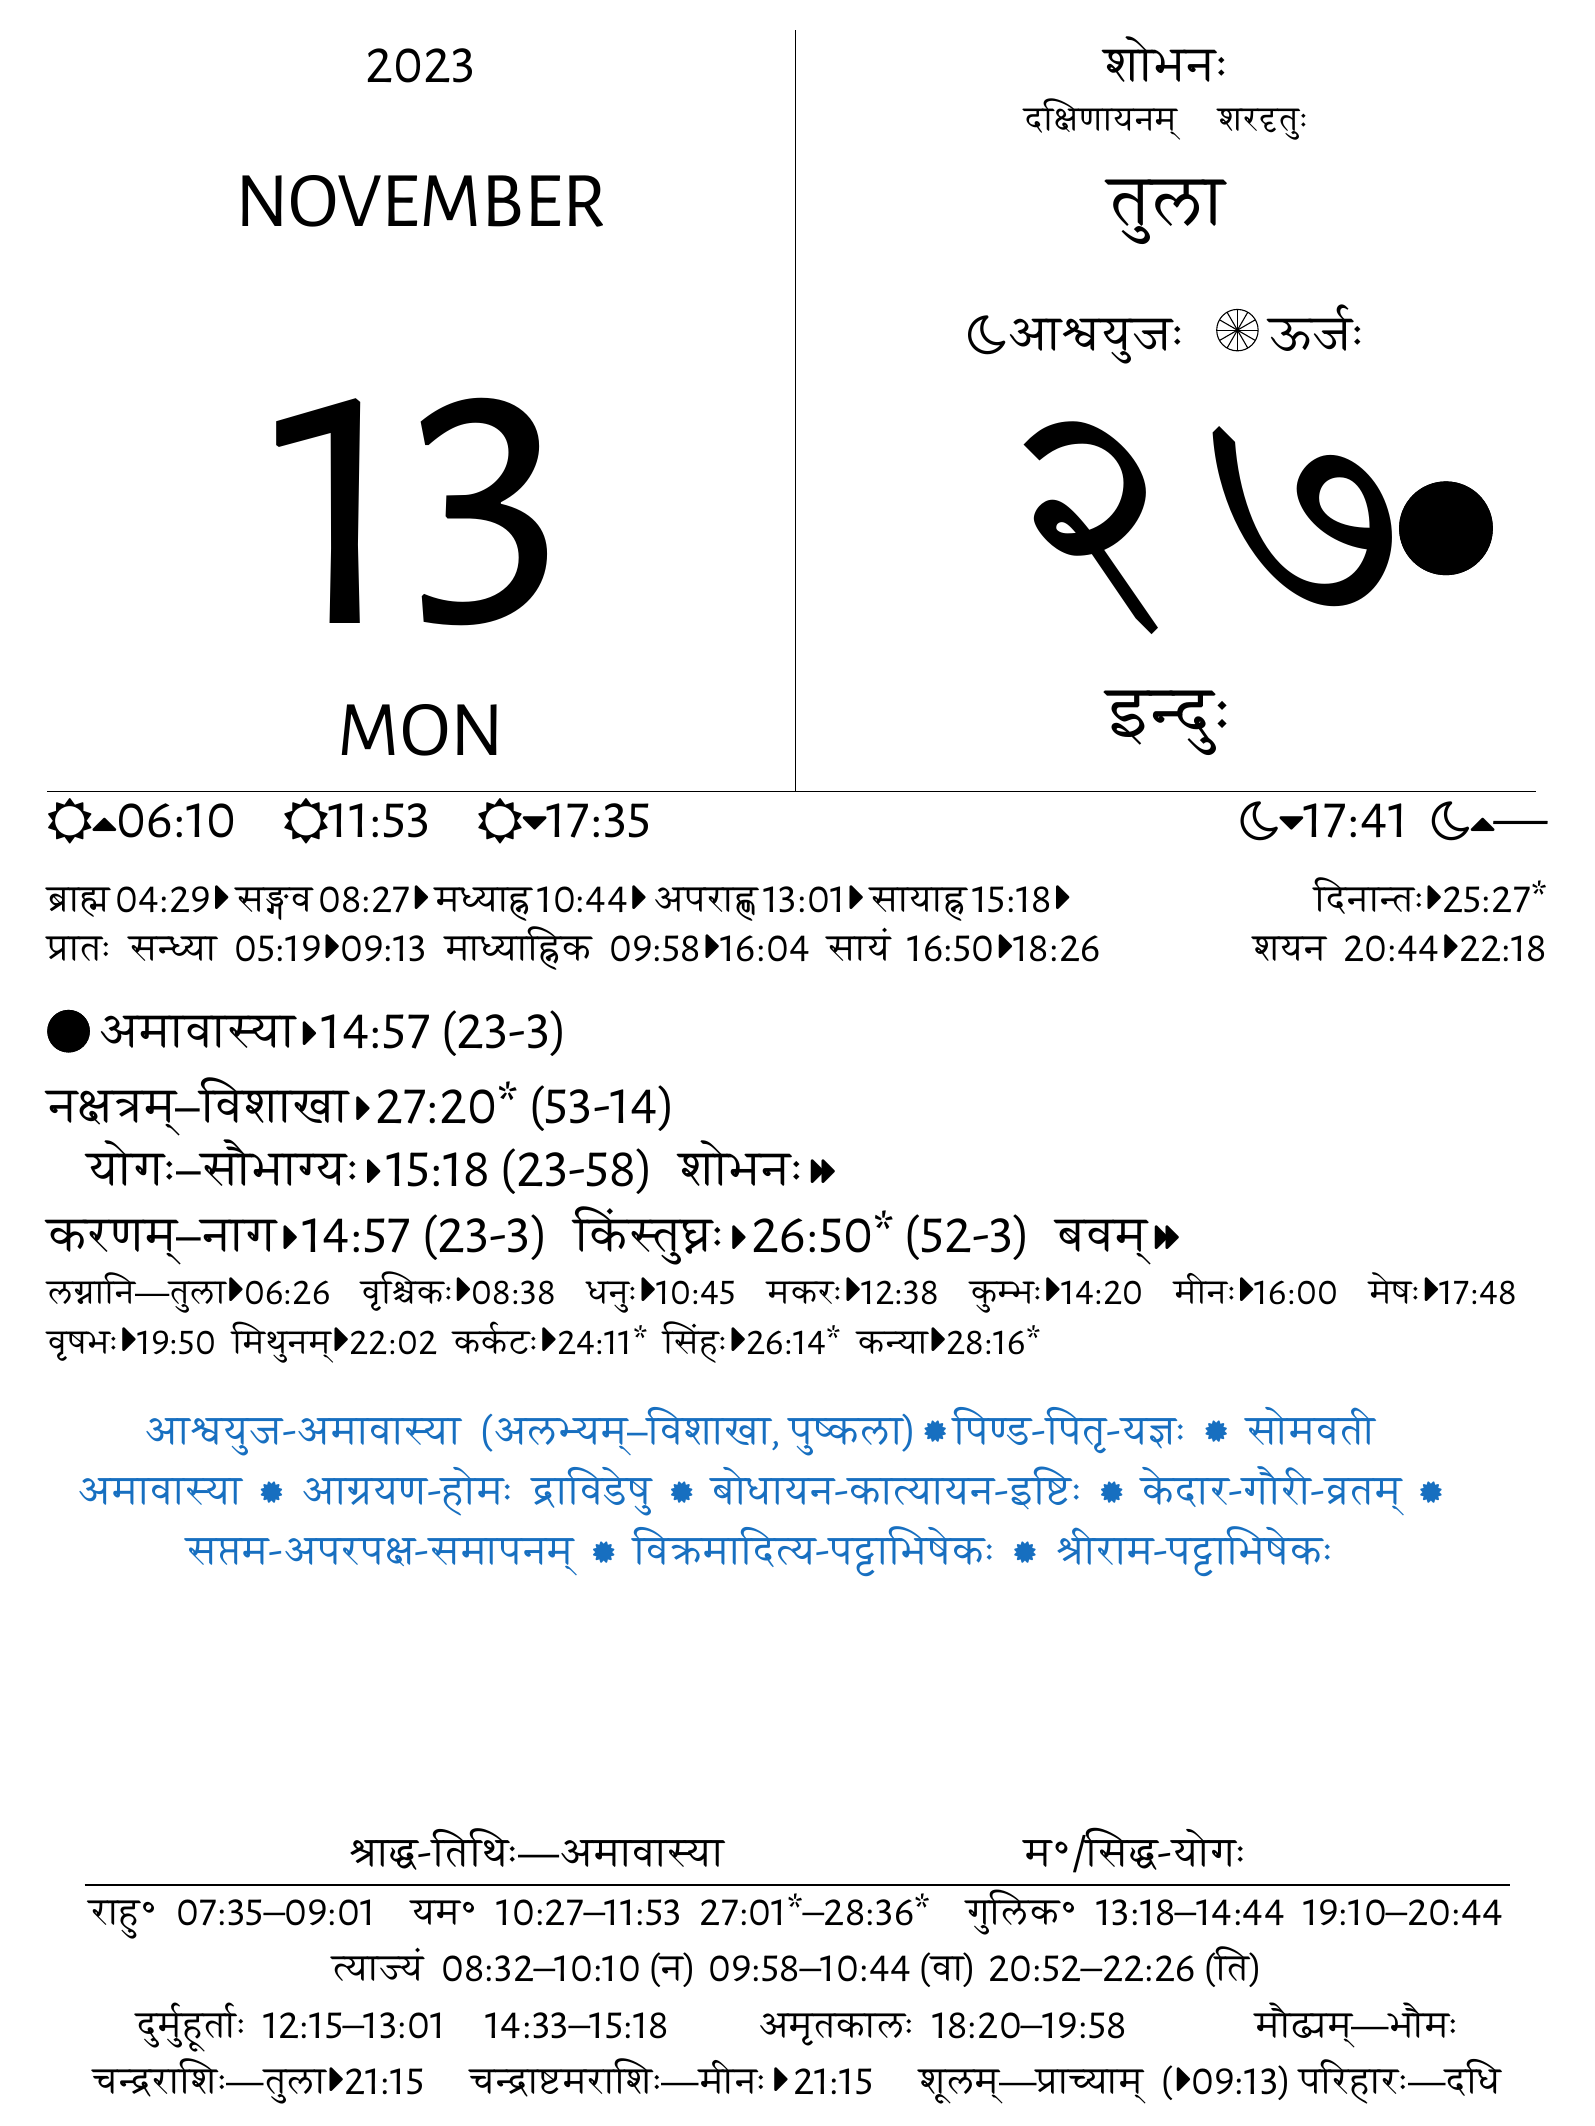 2023
NOVEMBER
13
MON
शोभनः
दक्षिणायनम् शरदृतुः
तुला
आश्वयुजः ऊर्जः
२७
इन्दुः
06:10 11:53 17:35 17:41 —
ब्राह्म 04:29 सङ्गव 08:27 मध्याह्न 10:44 अपराह्ण 13:01 सायाह्न 15:18 दिनान्तः 25:27*
प्रातः सन्ध्या 05:19 09:13 माध्याह्निक 09:58 16:04 सायं 16:50 18:26 शयन 20:44 22:18
अमावास्या 14:57 (23-3)
नक्षत्रम्–विशाखा 27:20* (53-14)
योगः–सौभाग्यः 15:18 (23-58) शोभनः
करणम्–नाग 14:57 (23-3) किंस्तुघ्नः 26:50* (52-3) बवम्
लग्नानि—तुला 06:26 वृश्चिकः 08:38 धनुः 10:45 मकरः 12:38 कुम्भः 14:20 मीनः 16:00 मेषः 17:48
वृषभः 19:50 मिथुनम् 22:02 कर्कटः 24:11* सिंहः 26:14* कन्या 28:16*
आश्वयुज-अमावास्या (अलभ्यम्–विशाखा, पुष्कला) पिण्ड-पितृ-यज्ञः सोमवती
अमावास्या आग्रयण-होमः द्राविडेषु बोधायन-कात्यायन-इष्टिः केदार-गौरी-व्रतम्
सप्तम-अपरपक्ष-समापनम् विक्रमादित्य-पट्टाभिषेकः श्रीराम-पट्टाभिषेकः
श्राद्ध-तिथिः—अमावास्या म॰/सिद्ध-योगः
राहु॰ 07:35–09:01 यम॰ 10:27–11:53 27:01*–28:36* गुलिक॰ 13:18–14:44 19:10–20:44
त्याज्यं 08:32–10:10 (न) 09:58–10:44 (वा) 20:52–22:26 (ति)
दुर्मुहूर्ताः 12:15–13:01 14:33–15:18 अमृतकालः 18:20–19:58 मौढ्यम्—भौमः
चन्द्रराशिः—तुला 21:15 चन्द्राष्टमराशिः—मीनः 21:15 शूलम्—प्राच्याम् (09:13) परिहारः—दधि